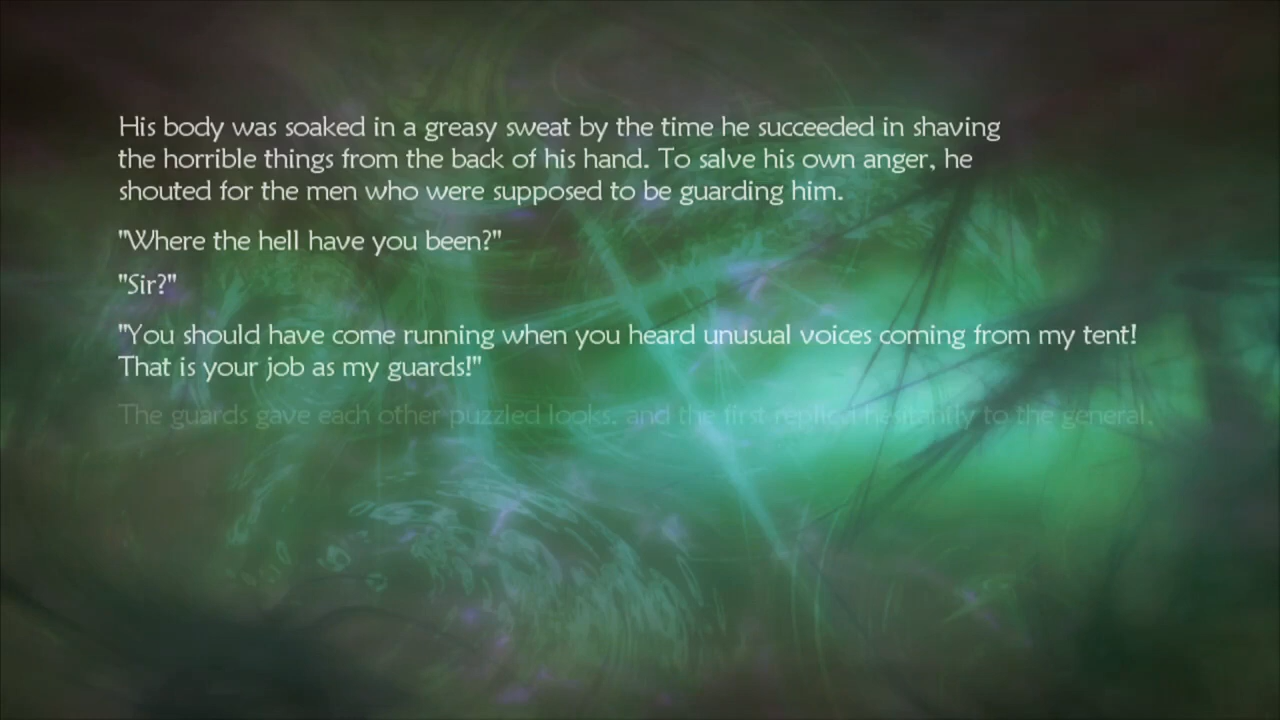 His body was soaked in a greasy sweat by the time he succeeded in shaving
the horrible things from the back of his hand. To salve his own anger, he
shouted for the men who were supposed to be guarding him.
"Where the hell have you been?"
"Sir?"
"You should have come running when you heard unusual voices coming from my tent!
That is your job as my guards!"
The guards gave each other puzzled looks, and the first replied hesitantly to the general.